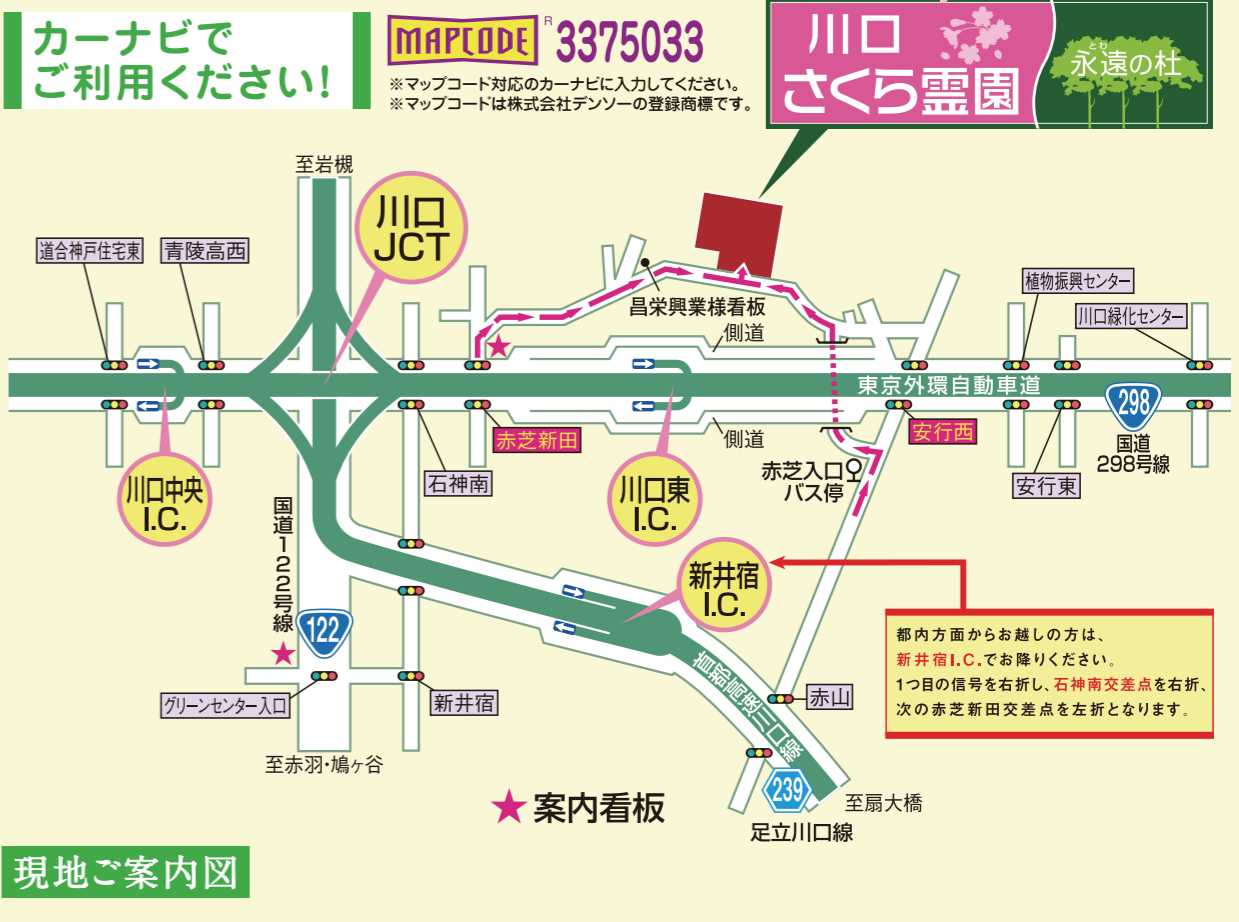 カーナビで
ご利用ください!
MAPCODE R 3375033
※マップコード対応のカーナビに入力してください。
※マップコードは株式会社デンソーの登録商標です。
川口
さくら霊園
とわ
永遠の杜
至岩槻
川口
JCT
道合神戸住宅東
青陵高西
昌栄興業様看板
側道
植物振興センター
川口緑化センター
東京外環自動車道
298
国道
298号線
赤芝新田
側道
安行西
石神南
赤芝入口
バス停
安行東
川口中央
I.C.
川口東
I.C.
国道122号線
122
新井宿
I.C.
都内方面からお越しの方は、
新井宿I.C.でお降りください。
1つ目の信号を右折し、石神南交差点を右折、
次の赤芝新田交差点を左折となります。
グリーンセンター入口
新井宿
首都高速川口線
赤山
至赤羽・鳩ヶ谷
239
足立川口線
至扇大橋
★案内看板
現地ご案内図